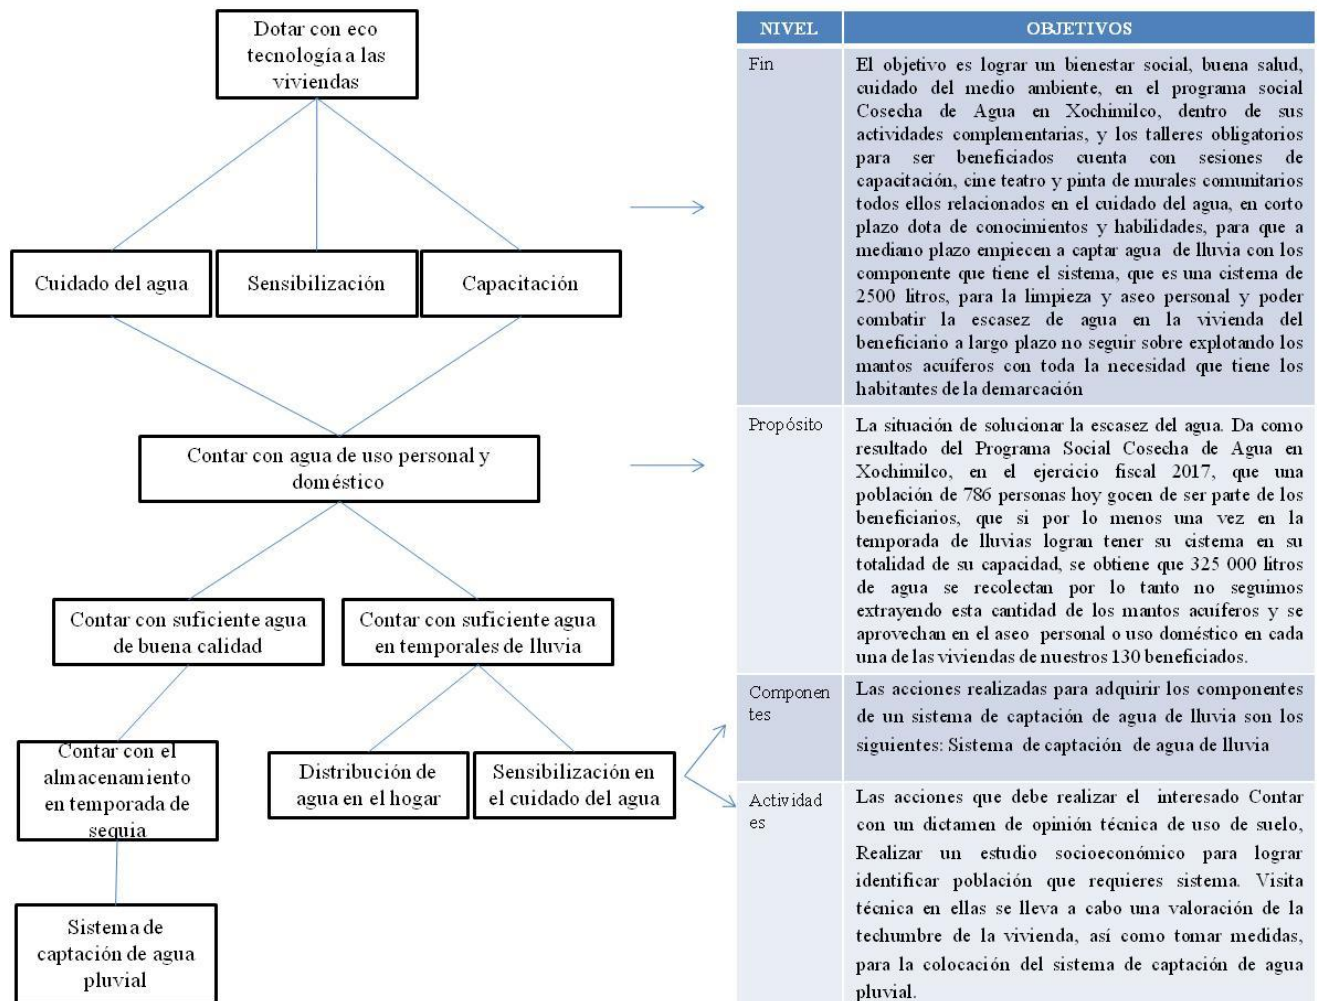 Dotar con eco
tecnología a las
viviendas
Cuidado del agua
Sensibilización
Capacitación
Contar con agua de uso personal y
doméstico
Contar con suficiente agua
de buena calidad
Contar con suficiente agua
en temporales de lluvia
Contar con el
almacenamiento
en temporada de
sequia
Distribución de
agua en el hogar
Sensibilización en
el cuidado del agua
Sistema de
captación de agua
pluvial
NIVEL
OBJETIVOS
Fin
El objetivo es lograr un bienestar social, buena salud,
cuidado del medio ambiente, en el programa social
Cosecha de Agua en Xochimilco, dentro de sus
actividades complementarias, y los talleres obligatorios
para ser beneficiados cuenta con sesiones de
capacitación, cine teatro y pinta de murales comunitarios
todos ellos relacionados en el cuidado del agua, en corto
plazo dota de conocimientos y habilidades, para que a
mediano plazo empiecen a captar agua de lluvia con los
componente que tiene el sistema, que es una cistema de
2500 litros, para la limpieza y aseo personal y poder
combatir la escasez de agua en la vivienda del
beneficiario a largo plazo no seguir sobre explotando los
mantos acuíferos con toda la necesidad que tiene los
habitantes de la demarcación
Propósito
La situación de solucionar la escasez del agua. Da como
resultado del Programa Social Cosecha de Agua en
Xochimilco, en el ejercicio fiscal 2017, que una
población de 786 personas hoy gocen de ser parte de los
beneficiarios, que si por lo menos una vez en la
temporada de lluvias logran tener su cistema en su
totalidad de su capacidad, se obtiene que 325 000 litros
de agua se recolectan por lo tanto no seguimos
extrayendo esta cantidad de los mantos acuíferos y se
aprovechan en el aseo personal o uso doméstico en cada
una de las viviendas de nuestros 130 beneficiados.
Componen
tes
Las acciones realizadas para adquirir los componentes
de un sistema de captación de agua de lluvia son los
siguientes: Sistema de captación de agua de lluvia
Actividad
es
Las acciones que debe realizar el interesado Contar
con un dictamen de opinión técnica de uso de suelo,
Realizar un estudio socioeconómico para lograr
identificar población que requieres sistema. Visita
técnica en ellas se lleva a cabo una valoración de la
techumbre de la vivienda, así como tomar medidas,
para la colocación del sistema de captación de agua
pluvial.